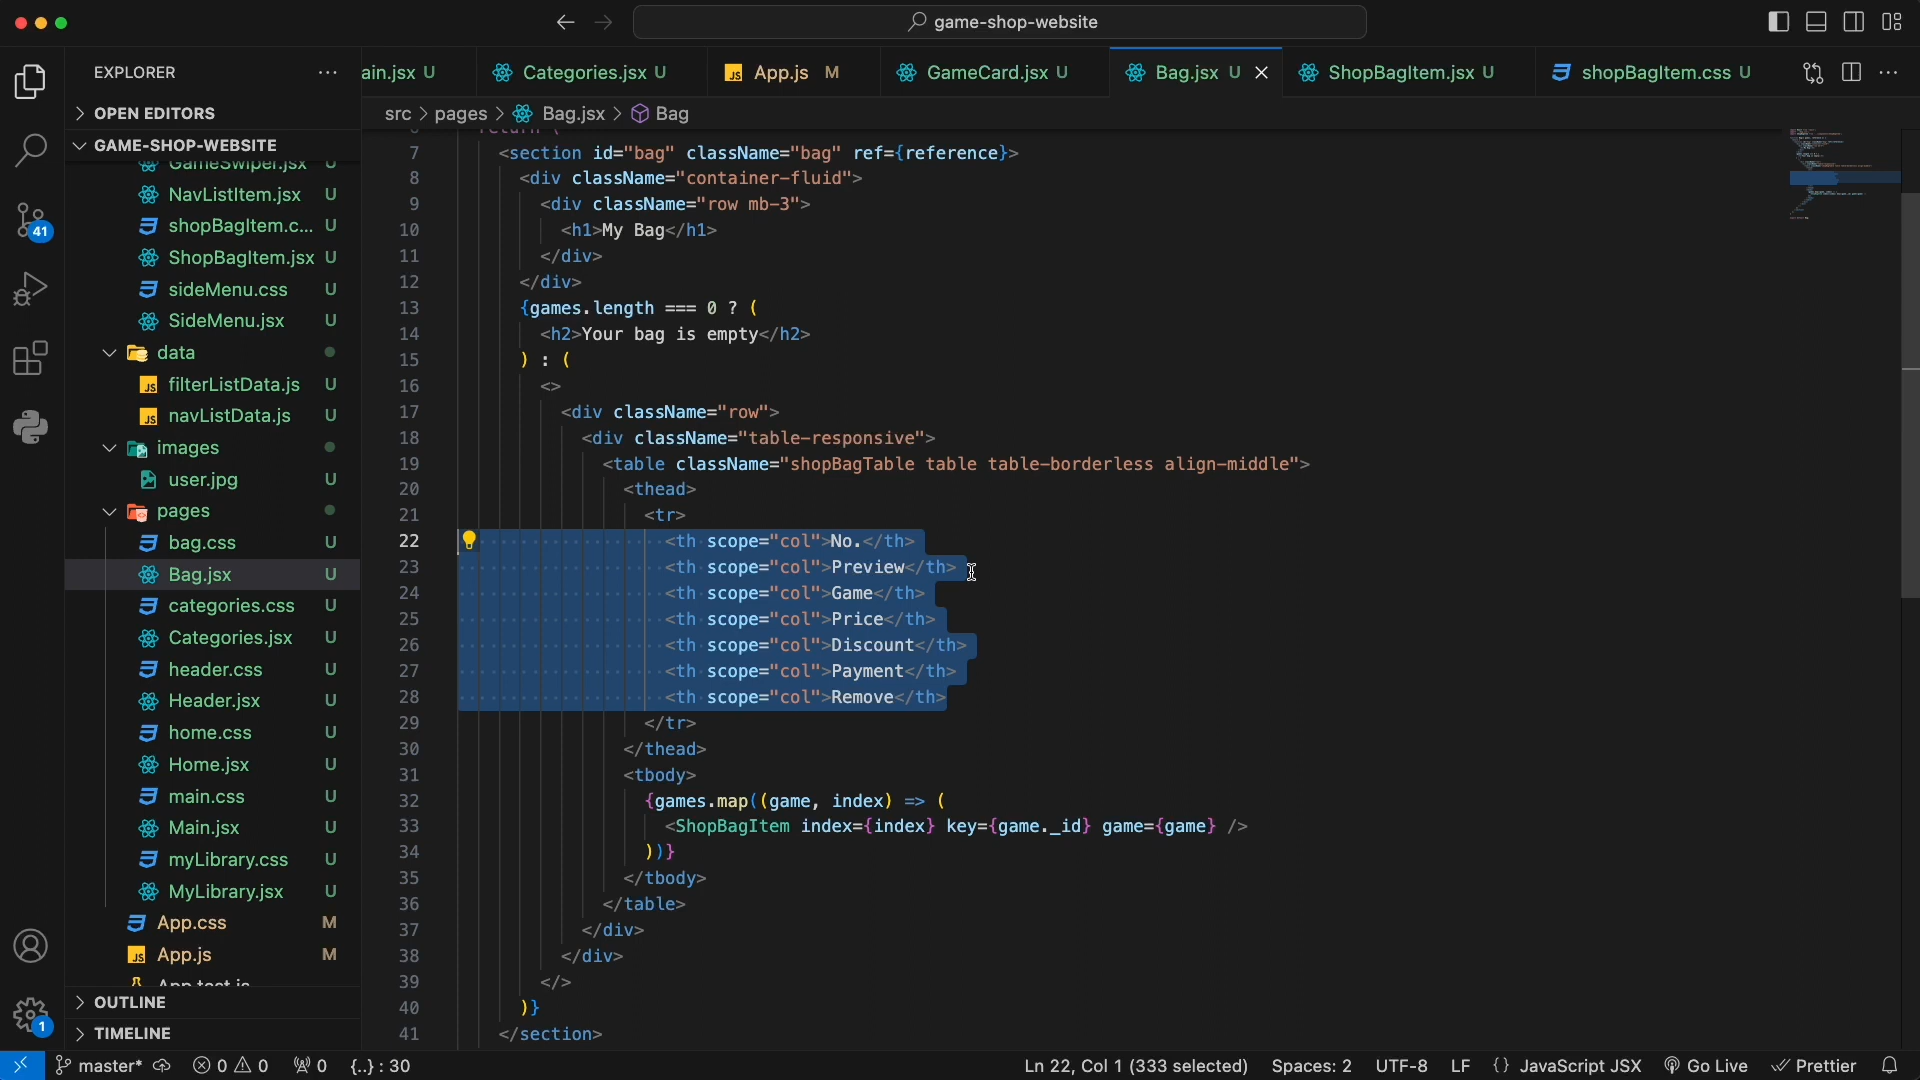 game-shop-website
EXPLORER
OPEN EDITORS
GAME-SHOP-WEBSITE
GameSwiper.jsx U
NavListItem.jsx U
shopBagItem.c... U
ShopBagItem.jsx U
sideMenu.css U
SideMenu.jsx U
data
filterListData.js U
navListData.js U
images
user.jpg U
pages
bag.css U
Bag.jsx U
categories.css U
Categories.jsx U
header.css U
Header.jsx U
home.css U
Home.jsx U
main.css U
Main.jsx U
myLibrary.css U
MyLibrary.jsx U
App.css M
App.js M
App.test.js
OUTLINE
TIMELINE
41
1
ain.jsx U
Categories.jsx U
App.js M
GameCard.jsx U
Bag.jsx U
ShopBagItem.jsx U
shopBagItem.css U
src > pages > Bag.jsx > Bag
6 return (
7 <section id="bag" className="bag" ref={reference}>
8 <div className="container-fluid">
9 <div className="row mb-3">
10 <h1>My Bag</h1>
11 </div>
12 </div>
13 {games.length === 0 ? (
14 <h2>Your bag is empty</h2>
15 ) : (
16 <>
17 <div className="row">
18 <div className="table-responsive">
19 <table className="shopBagTable table table-borderless align-middle">
20 <thead>
21 <tr>
22 <th scope="col">No.</th>
23 <th scope="col">Preview</th>
24 <th scope="col">Game</th>
25 <th scope="col">Price</th>
26 <th scope="col">Discount</th>
27 <th scope="col">Payment</th>
28 <th scope="col">Remove</th>
29 </tr>
30 </thead>
31 <tbody>
32 {games.map((game, index) => (
33 <ShopBagItem index={index} key={game._id} game={game} />
34 ))}
35 </tbody>
36 </table>
37 </div>
38 </div>
39 </>
40 )}
41 </section>
master* 0 0 0 {..} : 30 Ln 22, Col 1 (333 selected) Spaces: 2 UTF-8 LF {} JavaScript JSX Go Live Prettier